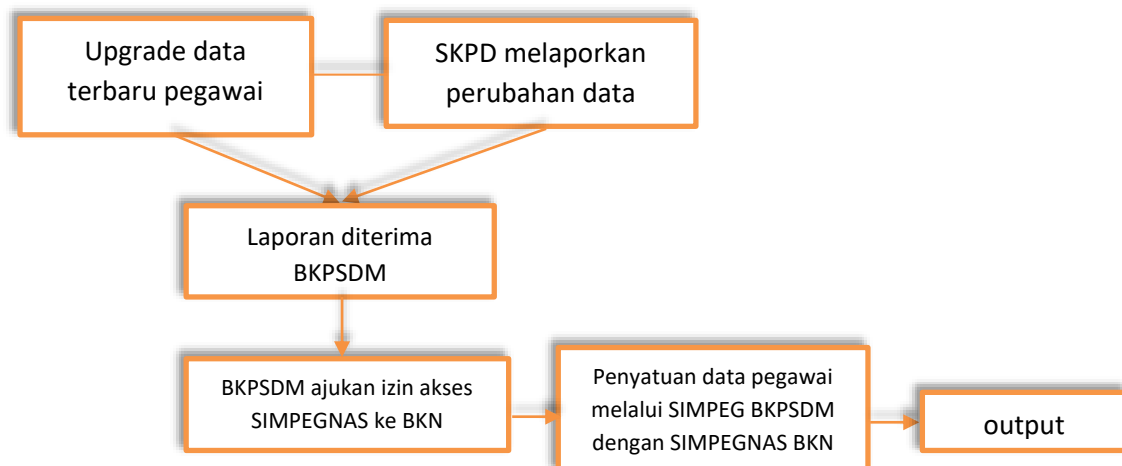 Upgrade data
terbaru pegawai
SKPD melaporkan
perubahan data
Laporan diterima
BKPSDM
BKPSDM ajukan izin akses
SIMPEGNAS ke BKN
Penyatuan data pegawai
melalui SIMPEG BKPSDM
dengan SIMPEGNAS BKN
output